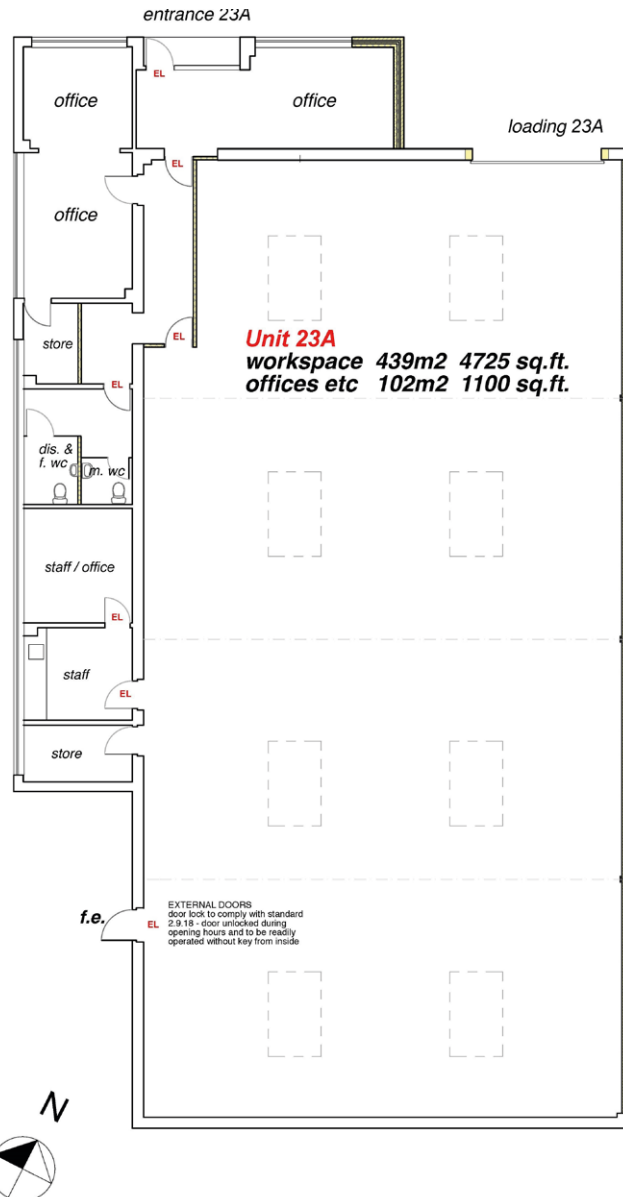 entrance 23A
EL
office
office
loading 23A
EL
office
Unit 23A
workspace 439m2 4725 sq.ft.
offices etc 102m2 1100 sq.ft.
EL
store
EL
dis. &
f. wc
m. wc
staff / office
EL
staff
EL
store
f.e.
EL
EXTERNAL DOORS
door lock to comply with standard
2.9.18 - door unlocked during
opening hours and to be readily
operated without key from inside
N